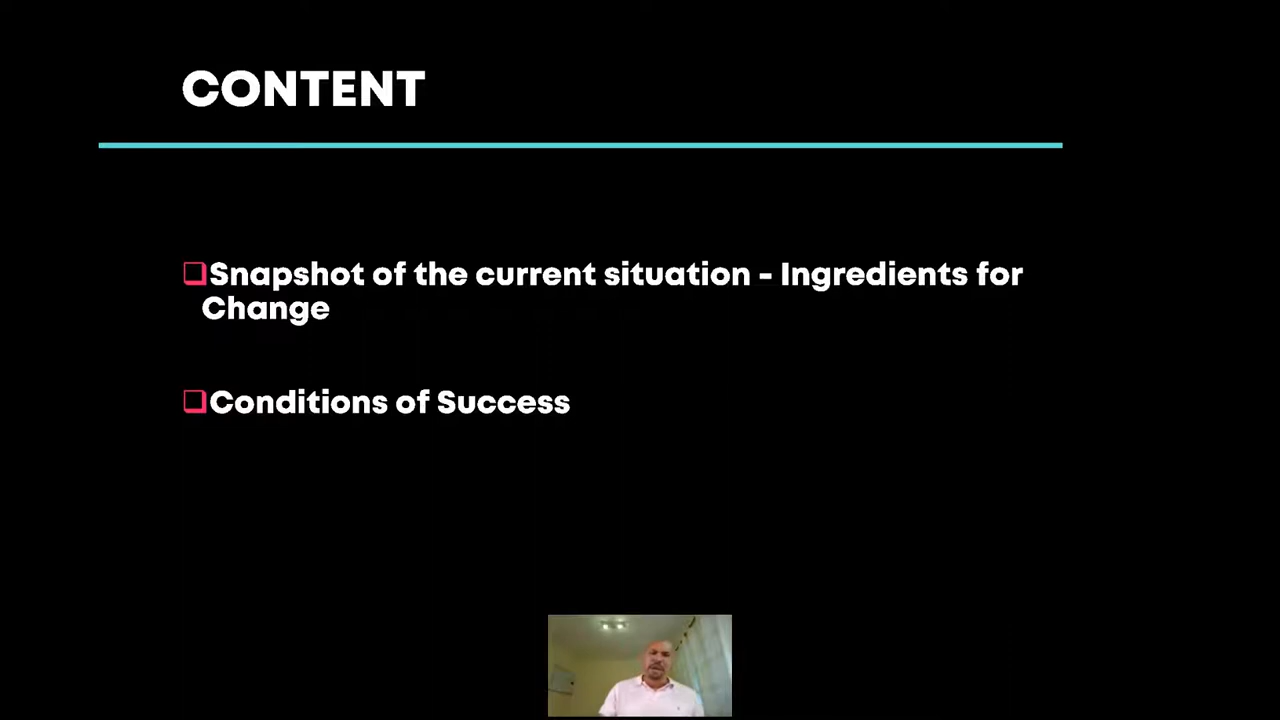 CONTENT
Snapshot of the current situation - Ingredients for
Change
Conditions of Success